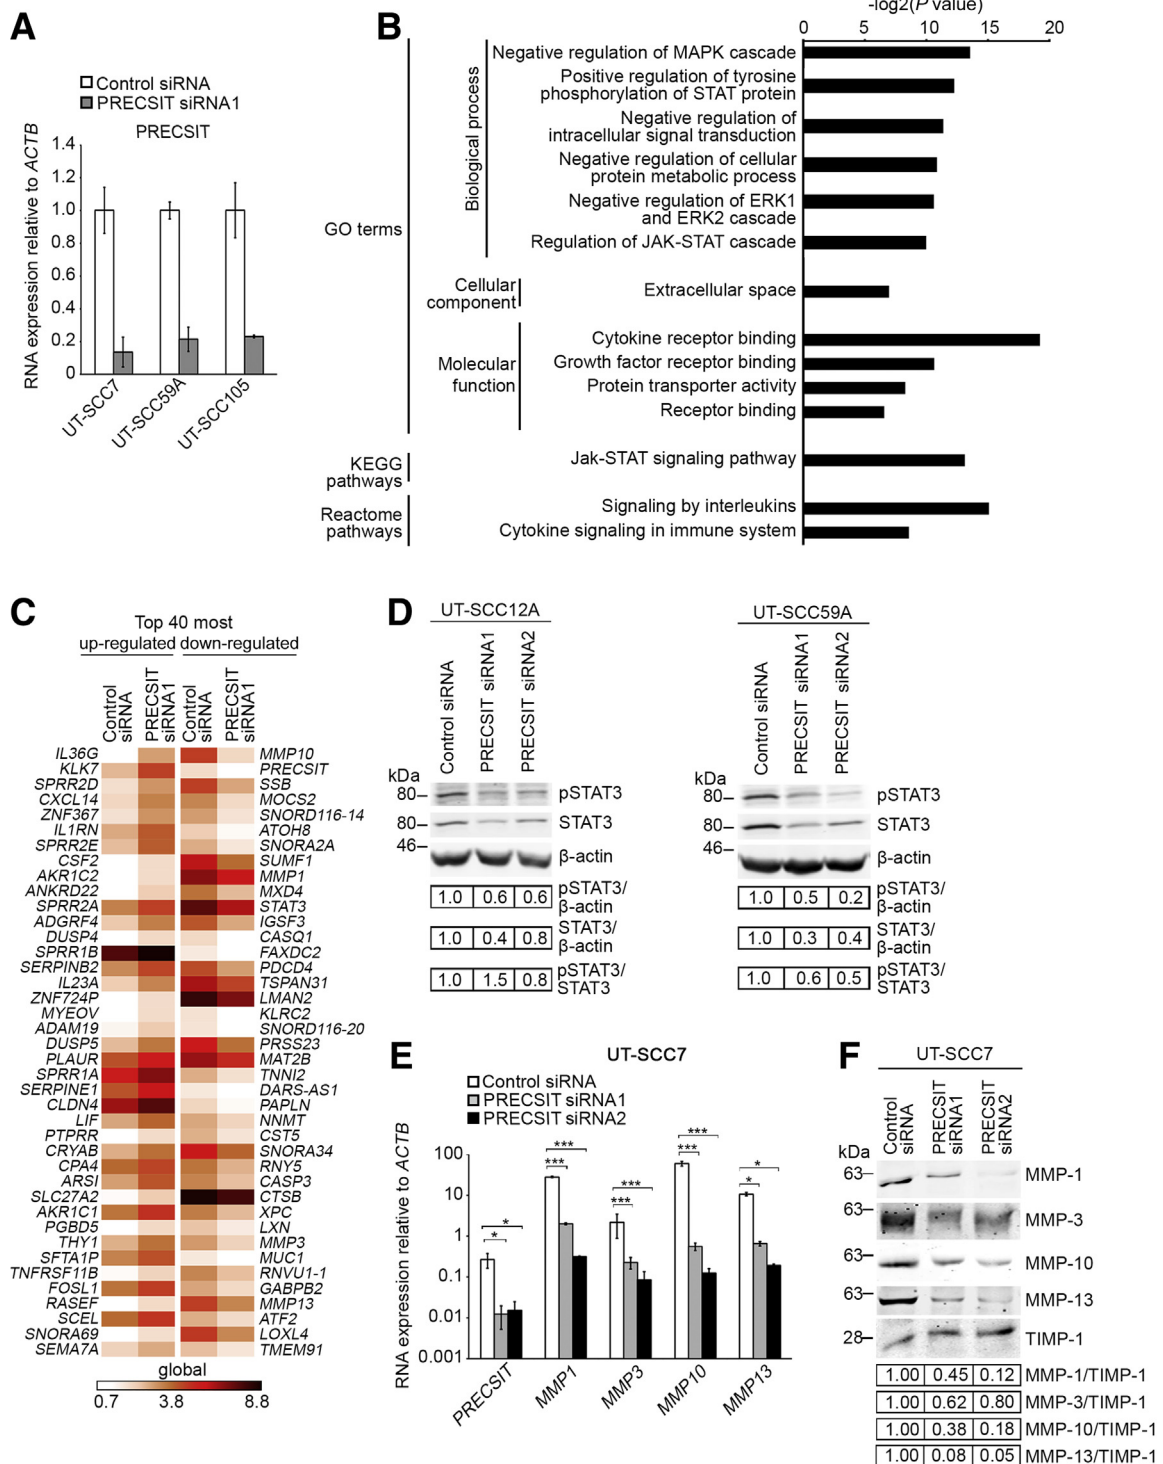 A
Control siRNA
PRECSIT siRNA1
PRECSIT
RNA expression relative to ACTB
1.4
1.2
1.0
0.8
0.6
0.4
0.2
0
UT-SCC7
UT-SCC59A
UT-SCC105
B
-log2(P value)
0 5 10 15 20
GO terms
Biological process
Negative regulation of MAPK cascade
Positive regulation of tyrosine
phosphorylation of STAT protein
Negative regulation of
intracellular signal transduction
Negative regulation of cellular
protein metabolic process
Negative regulation of ERK1
and ERK2 cascade
Regulation of JAK-STAT cascade
Cellular
component
Extracellular space
Molecular
function
Cytokine receptor binding
Growth factor receptor binding
Protein transporter activity
Receptor binding
KEGG
pathways
Jak-STAT signaling pathway
Reactome
pathways
Signaling by interleukins
Cytokine signaling in immune system
C
Top 40 most
up-regulated down-regulated
Control siRNA
PRECSIT siRNA1
Control siRNA
PRECSIT siRNA1
IL36G MMP10
KLK7 PRECSIT
SPRR2D SSB
CXCL14 MOCS2
ZNF367 SNORD116-14
IL1RN ATOH8
SPRR2E SNORA2A
CSF2 SUMF1
AKR1C2 MMP1
ANKRD22 MXD4
SPRR2A STAT3
ADGRF4 IGSF3
DUSP4 CASQ1
SPRR1B FAXDC2
SERPINB2 PDCD4
IL23A TSPAN31
ZNF724P LMAN2
MYEOV KLRC2
ADAM19 SNORD116-20
DUSP5 PRSS23
PLAUR MAT2B
SPRR1A TNNI2
SERPINE1 DARS-AS1
CLDN4 PAPLN
LIF NNMT
PTPRR CST5
CRYAB SNORA34
CPA4 RNY5
ARSI CASP3
SLC27A2 CTSB
AKR1C1 XPC
PGBD5 LXN
THY1 MMP3
SFTA1P MUC1
TNFRSF11B RNVU1-1
FOSL1 GABPB2
RASEF MMP13
SCEL ATF2
SNORA69 LOXL4
SEMA7A TMEM91
global
0.7 3.8 8.8
D
UT-SCC12A
Control siRNA
PRECSIT siRNA1
PRECSIT siRNA2
kDa
80 pSTAT3
80 STAT3
46
β-actin
1.0 0.6 0.6 pSTAT3/
β-actin
1.0 0.4 0.8 STAT3/
β-actin
1.0 1.5 0.8 pSTAT3/
STAT3
UT-SCC59A
Control siRNA
PRECSIT siRNA1
PRECSIT siRNA2
kDa
80 pSTAT3
80 STAT3
46
β-actin
1.0 0.5 0.2 pSTAT3/
β-actin
1.0 0.3 0.4 STAT3/
β-actin
1.0 0.6 0.5 pSTAT3/
STAT3
E
UT-SCC7
Control siRNA
PRECSIT siRNA1
PRECSIT siRNA2
RNA expression relative to ACTB
100
10
1
0.1
0.01
0.001
*
*
***
***
***
***
***
***
*
*
PRECSIT
MMP1
MMP3
MMP10
MMP13
F
UT-SCC7
Control siRNA
PRECSIT siRNA1
PRECSIT siRNA2
kDa
63 MMP-1
63 MMP-3
63 MMP-10
63 MMP-13
28 TIMP-1
1.00 0.45 0.12 MMP-1/TIMP-1
1.00 0.62 0.80 MMP-3/TIMP-1
1.00 0.38 0.18 MMP-10/TIMP-1
1.00 0.08 0.05 MMP-13/TIMP-1